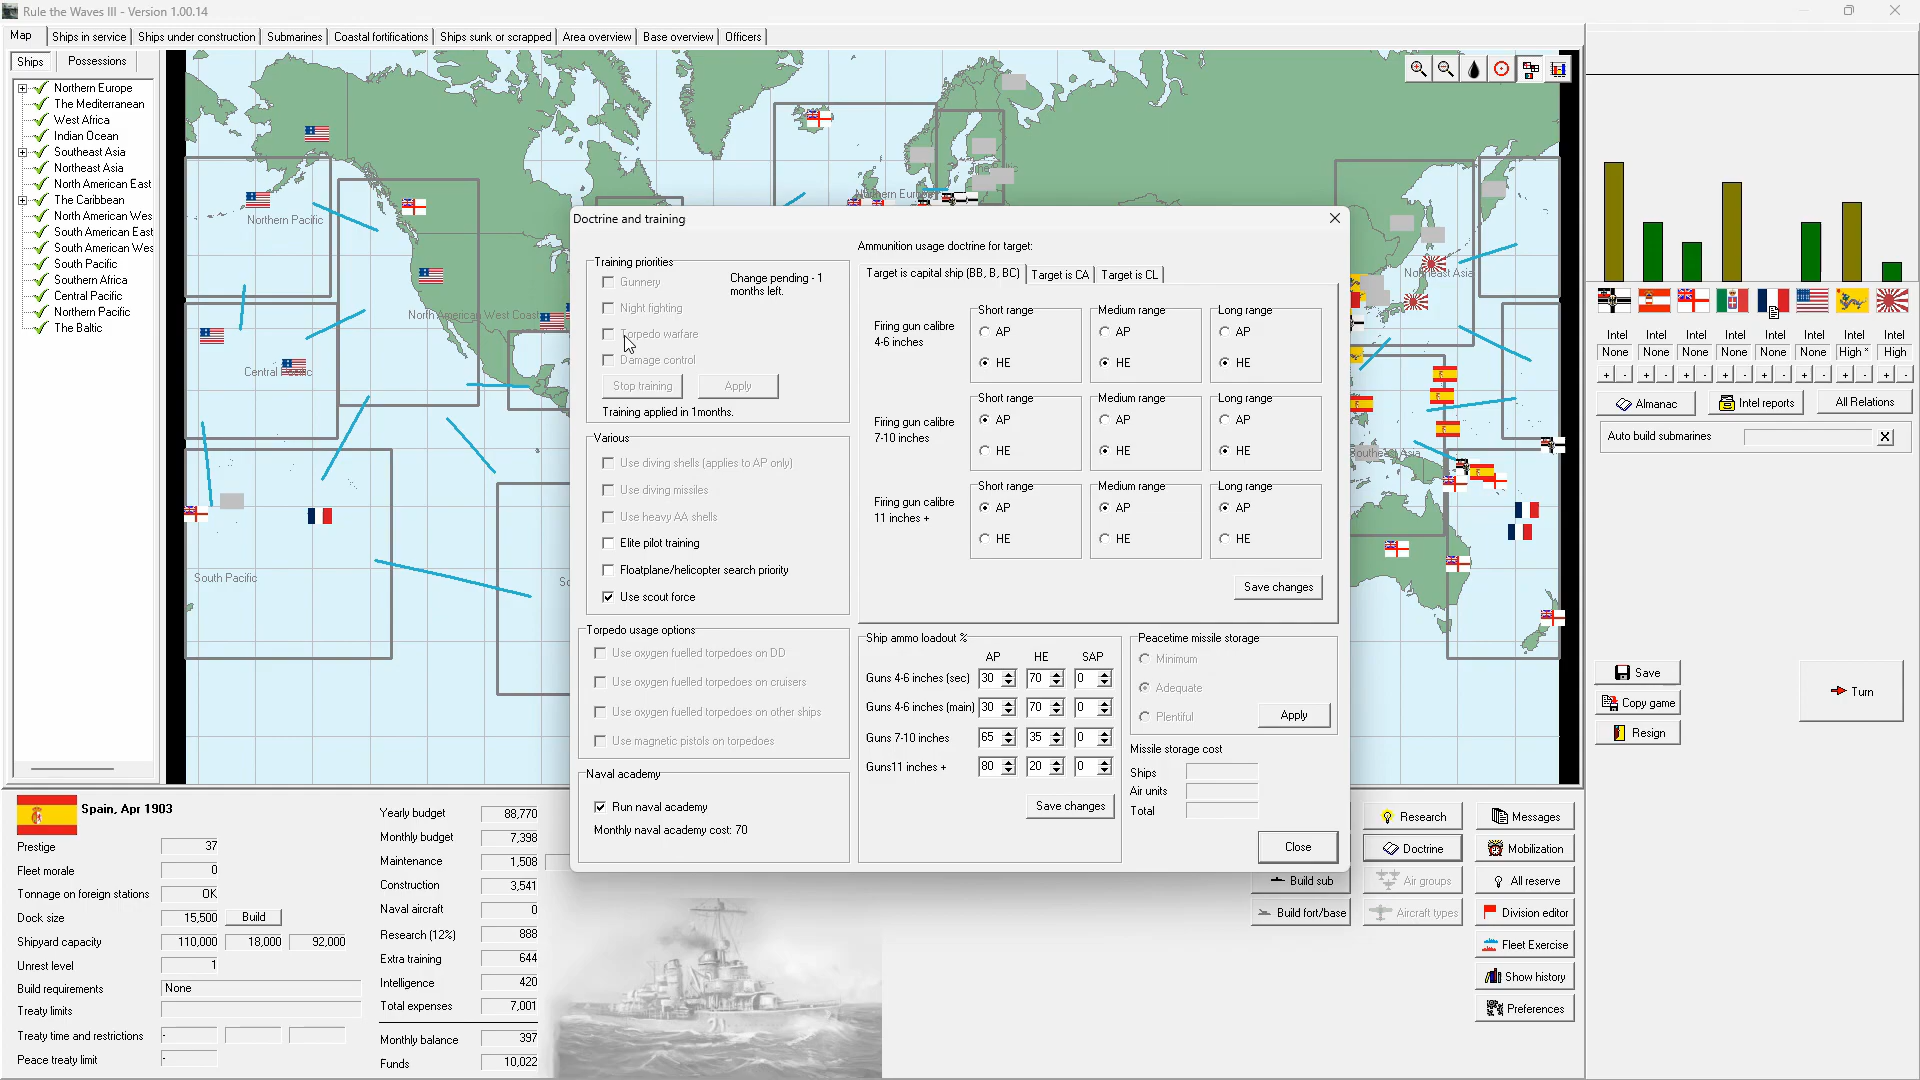 Rule the Waves III - Version 1.00.14
Map
Ships in service
Ships under construction
Submarines
Coastal fortifications
Ships sunk or scrapped
Area overview
Base overview
Officers
Ships
Possessions
Northern Europe
The Mediterranean
West Africa
Indian Ocean
Southeast Asia
Northeast Asia
North American East
The Caribbean
North American Wes
South American East
South American Wes
South Pacific
Southern Africa
Central Pacific
Northern Pacific
The Baltic
Northern Pacific
North American West Coast
South Pacific
Doctrine and training
Training priorities
Gunnery
Change pending - 1
months left.
Night fighting
Torpedo warfare
Damage control
Stop training
Apply
Training applied in 1months.
Various
Use diving shells (applies to AP only)
Use diving missiles
Use heavy AA shells
Elite pilot training
Floatplane/helicopter search priority
Use scout force
Torpedo usage options
Use oxygen fuelled torpedoes on DD
Use oxygen fuelled torpedoes on cruisers
Use oxygen fuelled torpedoes on other ships
Use magnetic pistols on torpedoes
Naval academy
Run naval academy
Monthly naval academy cost: 70
Ammunition usage doctrine for target:
Target is capital ship (BB, B, BC)
Target is CA
Target is CL
Short range
Medium range
Long range
Firing gun calibre
4-6 inches
AP
AP
AP
HE
HE
HE
Short range
Medium range
Long range
Firing gun calibre
7-10 inches
AP
AP
AP
HE
HE
HE
Short range
Medium range
Long range
Firing gun calibre
11 inches +
AP
AP
AP
HE
HE
HE
Save changes
Ship ammo loadout %
AP HE SAP
Guns 4-6 inches (sec) 30 70 0
Guns 4-6 inches (main) 30 70 0
Guns 7-10 inches 65 35 0
Guns11 inches + 80 20 0
Save changes
Peacetime missile storage
Minimum
Adequate
Plentiful
Apply
Missile storage cost
Ships
Air units
Total
Close
Intel Intel Intel Intel Intel Intel Intel Intel
None None None None None None High * High
+ - + - + - + - + - + - + - + -
Almanac
Intel reports
All Relations
Auto build submarines
X
Save
Copy game
Resign
Turn
Spain, Apr 1903
Prestige 37
Fleet morale 0
Tonnage on foreign stations OK
Dock size 15,500 Build
Shipyard capacity 110,000 18,000 92,000
Unrest level 1
Build requirements None
Treaty limits
Treaty time and restrictions -
Peace treaty limit -
Yearly budget 88,770
Monthly budget 7,398
Maintenance 1,508
Construction 3,541
Naval aircraft 0
Research (12%) 888
Extra training 644
Intelligence 420
Total expenses 7,001
Monthly balance 397
Funds 10,022
Build sub
Build fort/base
Research
Doctrine
Air groups
Aircraft types
Messages
Mobilization
All reserve
Division editor
Fleet Exercise
Show history
Preferences